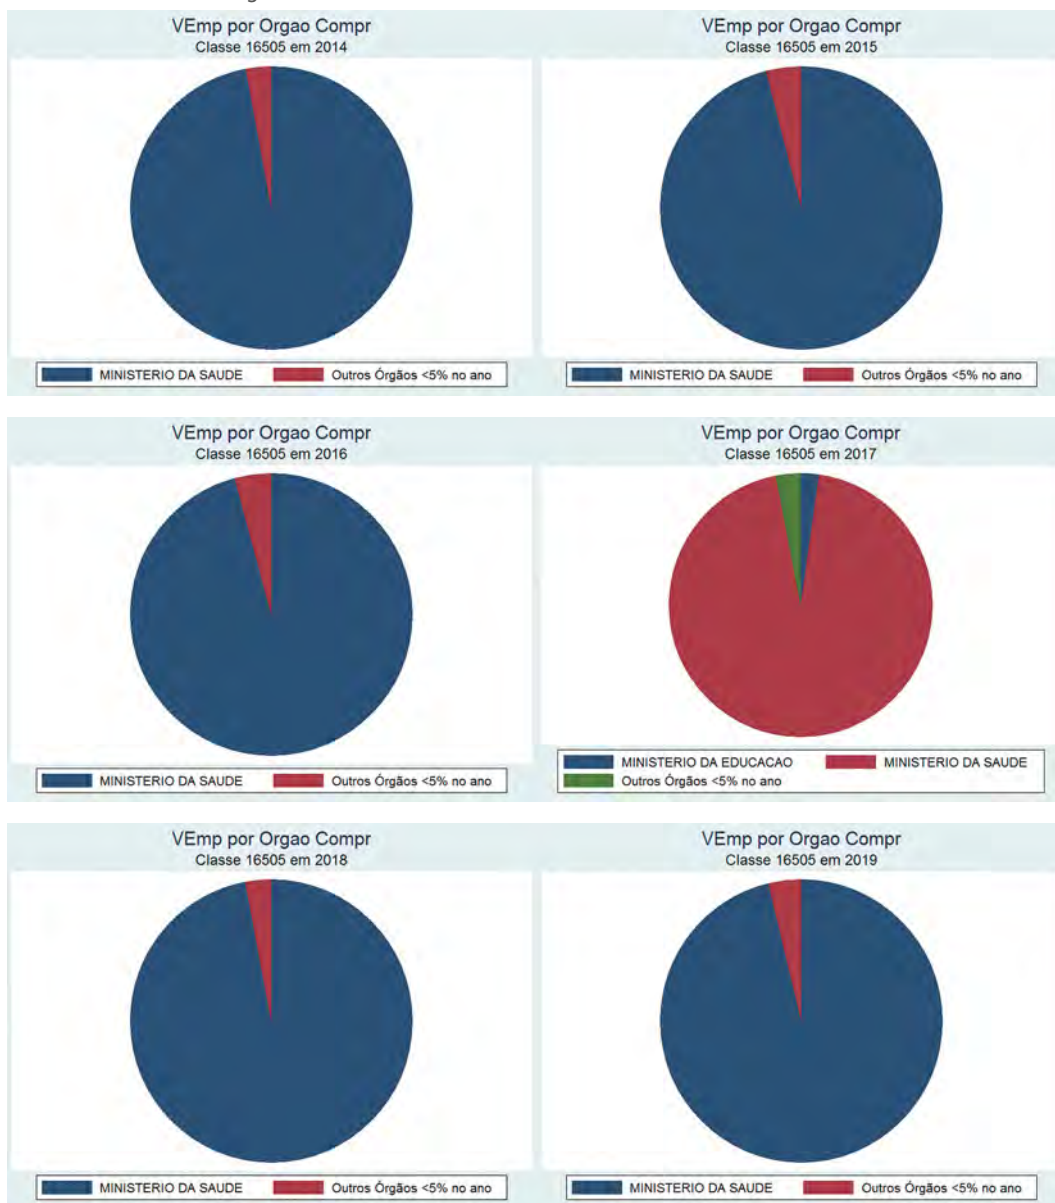 VEmp por Orgao Compr
Classe 16505 em 2014
MINISTERIO DA SAUDE
Outros Órgãos <5% no ano
VEmp por Orgao Compr
Classe 16505 em 2015
MINISTERIO DA SAUDE
Outros Órgãos <5% no ano
VEmp por Orgao Compr
Classe 16505 em 2016
MINISTERIO DA SAUDE
Outros Órgãos <5% no ano
VEmp por Orgao Compr
Classe 16505 em 2017
MINISTERIO DA EDUCACAO
MINISTERIO DA SAUDE
Outros Órgãos <5% no ano
VEmp por Orgao Compr
Classe 16505 em 2018
MINISTERIO DA SAUDE
Outros Órgãos <5% no ano
VEmp por Orgao Compr
Classe 16505 em 2019
MINISTERIO DA SAUDE
Outros Órgãos <5% no ano